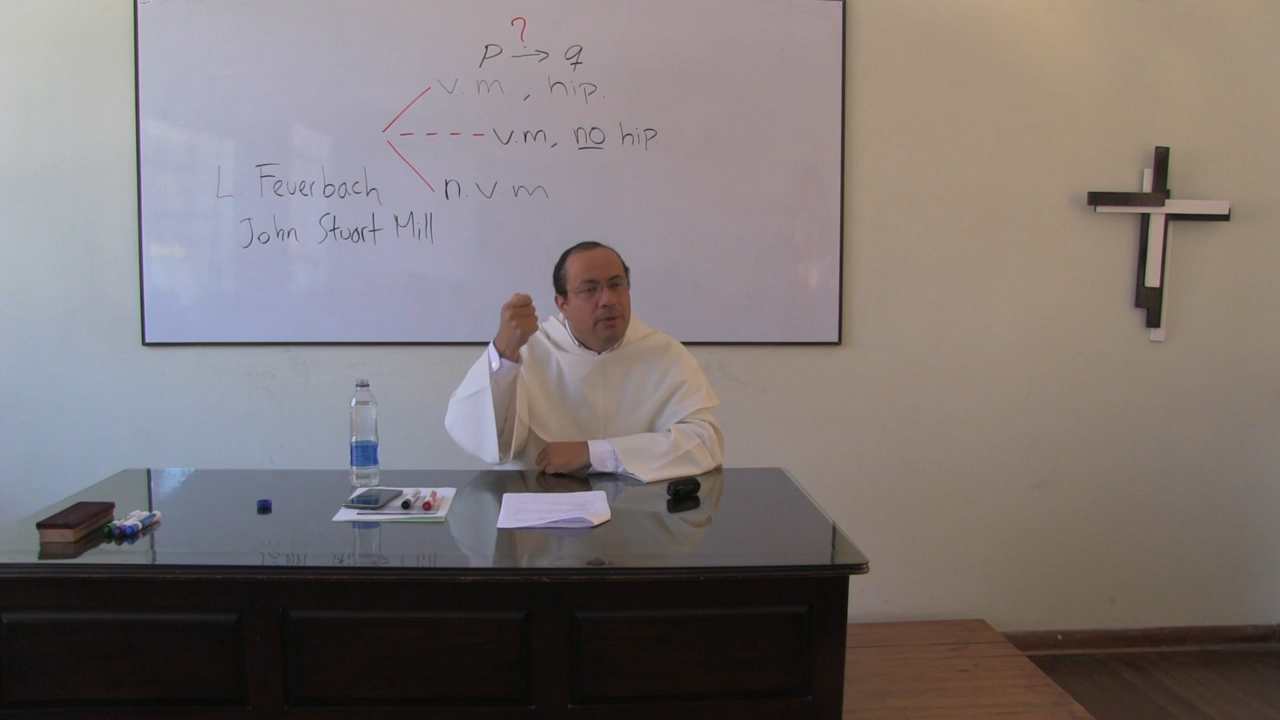 ?
p → q
v.m, hip.
v.m, no hip.
n.v.m
L. Feuerbach
John Stuart Mill